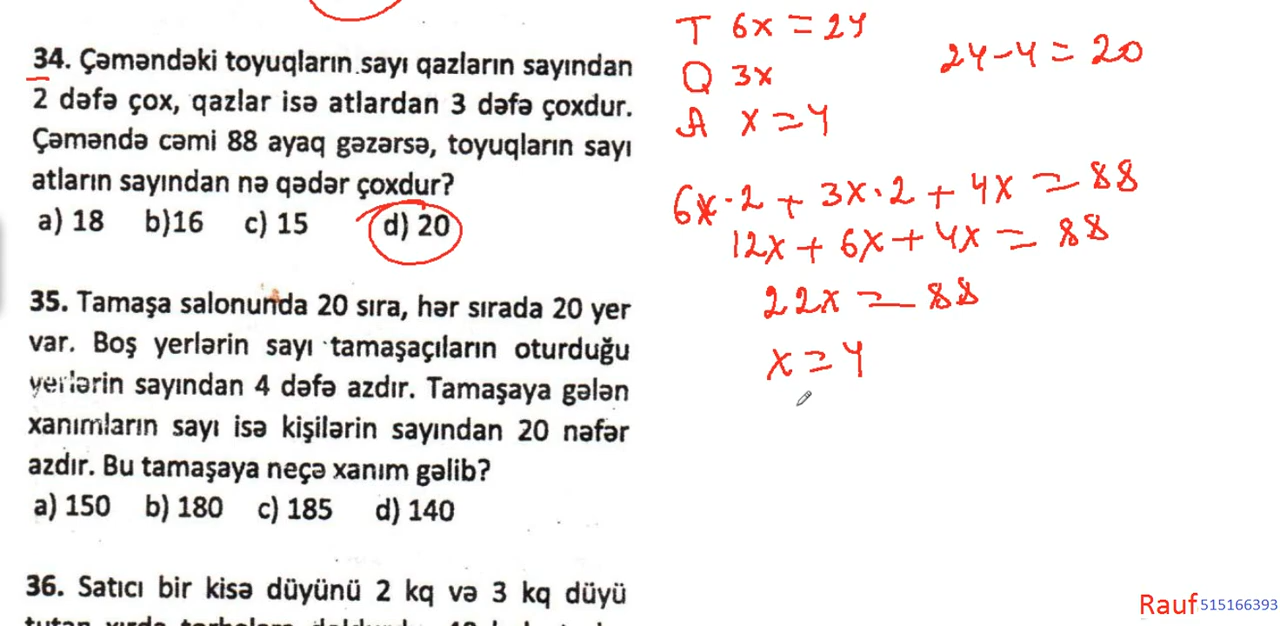 34. Çəməndəki toyuqların sayı qazların sayından
2 dəfə çox, qazlar isə atlardan 3 dəfə çoxdur.
Çəməndə cəmi 88 ayaq gəzərsə, toyuqların sayı
atların sayından nə qədər çoxdur?
a) 18 b)16 c) 15 d) 20
35. Tamaşa salonunda 20 sıra, hər sırada 20 yer
var. Boş yerlərin sayı tamaşaçıların oturduğu
yerlərin sayından 4 dəfə azdır. Tamaşaya gələn
xanımların sayı isə kişilərin sayından 20 nəfər
azdır. Bu tamaşaya neçə xanım gəlib?
a) 150 b) 180 c) 185 d) 140
36. Satıcı bir kisə düyünü 2 kq və 3 kq düyü
T 6x = 24
Q 3x
A x = 4
24-4 = 20
6x·2 + 3x·2 + 4x = 88
12x + 6x + 4x = 88
22x = 88
x = 4
Rauf 515166393